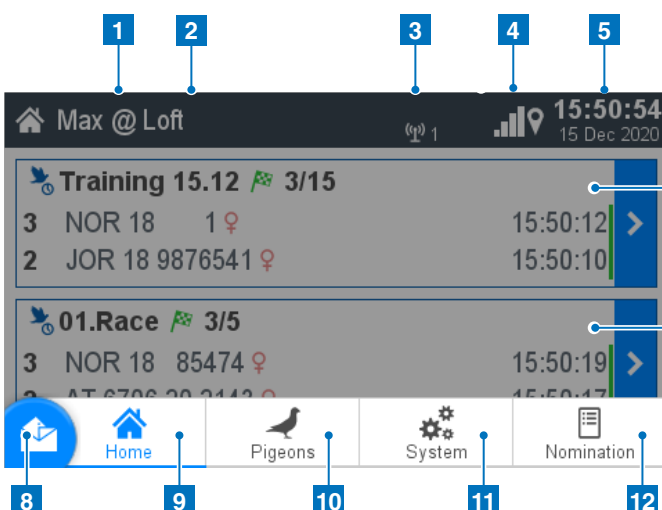 1 2 3 4 5
Max @ Loft 1 15:50:54
15 Dec 2020
Training 15.12 3/15
3 NOR 18 1 ♀ 15:50:12
2 JOR 18 9876541 ♀ 15:50:10
01.Race 3/5
3 NOR 18 85474 ♀ 15:50:19
Home Pigeons System Nomination
8 9 10 11 12